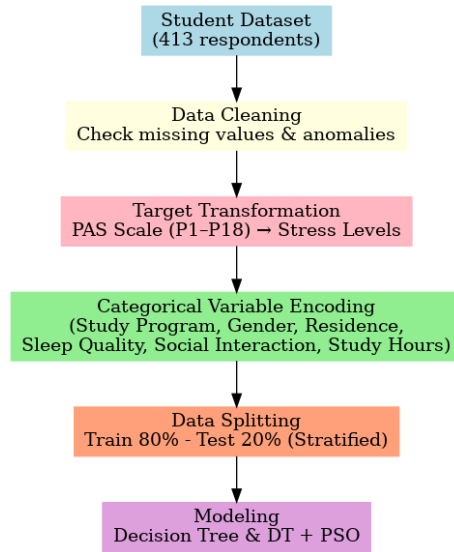 Student Dataset
(413 respondents)
Data Cleaning
Check missing values & anomalies
Target Transformation
PAS Scale (P1–P18) → Stress Levels
Categorical Variable Encoding
(Study Program, Gender, Residence,
Sleep Quality, Social Interaction, Study Hours)
Data Splitting
Train 80% - Test 20% (Stratified)
Modeling
Decision Tree & DT + PSO